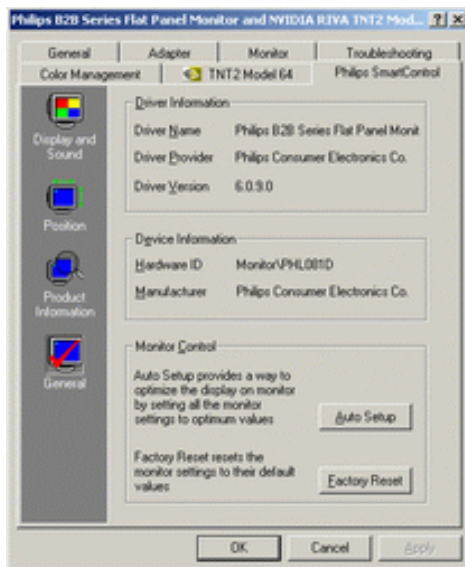 Philips B2B Series Flat Panel Monitor and NVIDIA RIVA TNT2 Mod...
General Adapter Monitor Troubleshooting
Color Management TNT2 Model 64 Philips SmartControl
Display and
Sound
Position
Product
Information
General
Driver Information
Driver Name Philips B2B Series Flat Panel Monit
Driver Provider Philips Consumer Electronics Co.
Driver Version 6.0.9.0
Device Information
Hardware ID Monitor\PHL081D
Manufacturer Philips Consumer Electronics Co.
Monitor Control
Auto Setup provides a way to
optimize the display on monitor
by setting all the monitor
settings to optimum values
Auto Setup
Factory Reset resets the
monitor settings to their default
values
Factory Reset
OK Cancel Apply